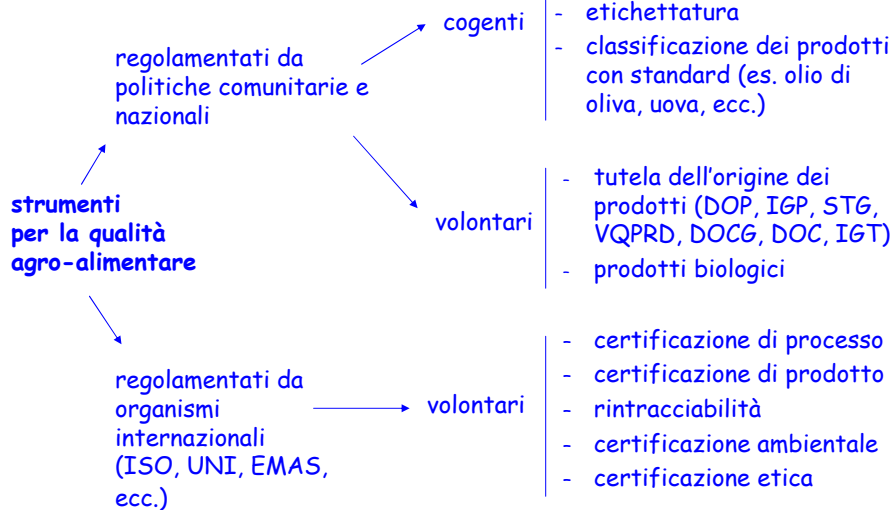 strumenti
per la qualità
agro-alimentare
regolamentati da
politiche comunitarie e
nazionali
cogenti
- etichettatura
- classificazione dei prodotti
con standard (es. olio di
oliva, uova, ecc.)
volontari
- tutela dell'origine dei
prodotti (DOP, IGP, STG,
VQPRD, DOCG, DOC, IGT)
- prodotti biologici
regolamentati da
organismi
internazionali
(ISO, UNI, EMAS,
ecc.)
volontari
- certificazione di processo
- certificazione di prodotto
- rintracciabilità
- certificazione ambientale
- certificazione etica